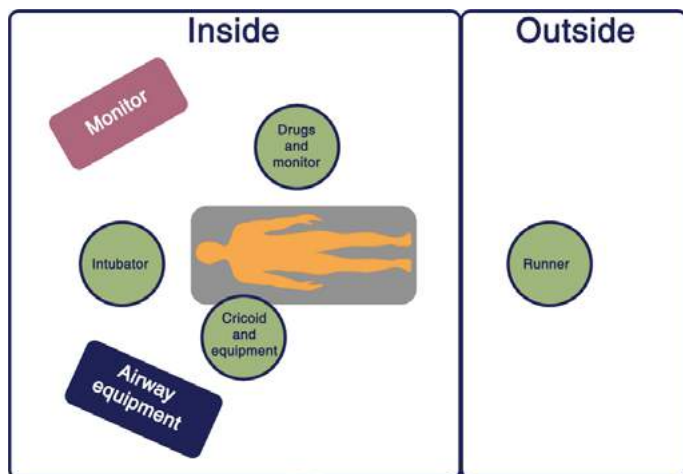 Inside
Outside
Monitor
Drugs
and
monitor
Intubator
Runner
Cricoid
and
equipment
Airway
equipment